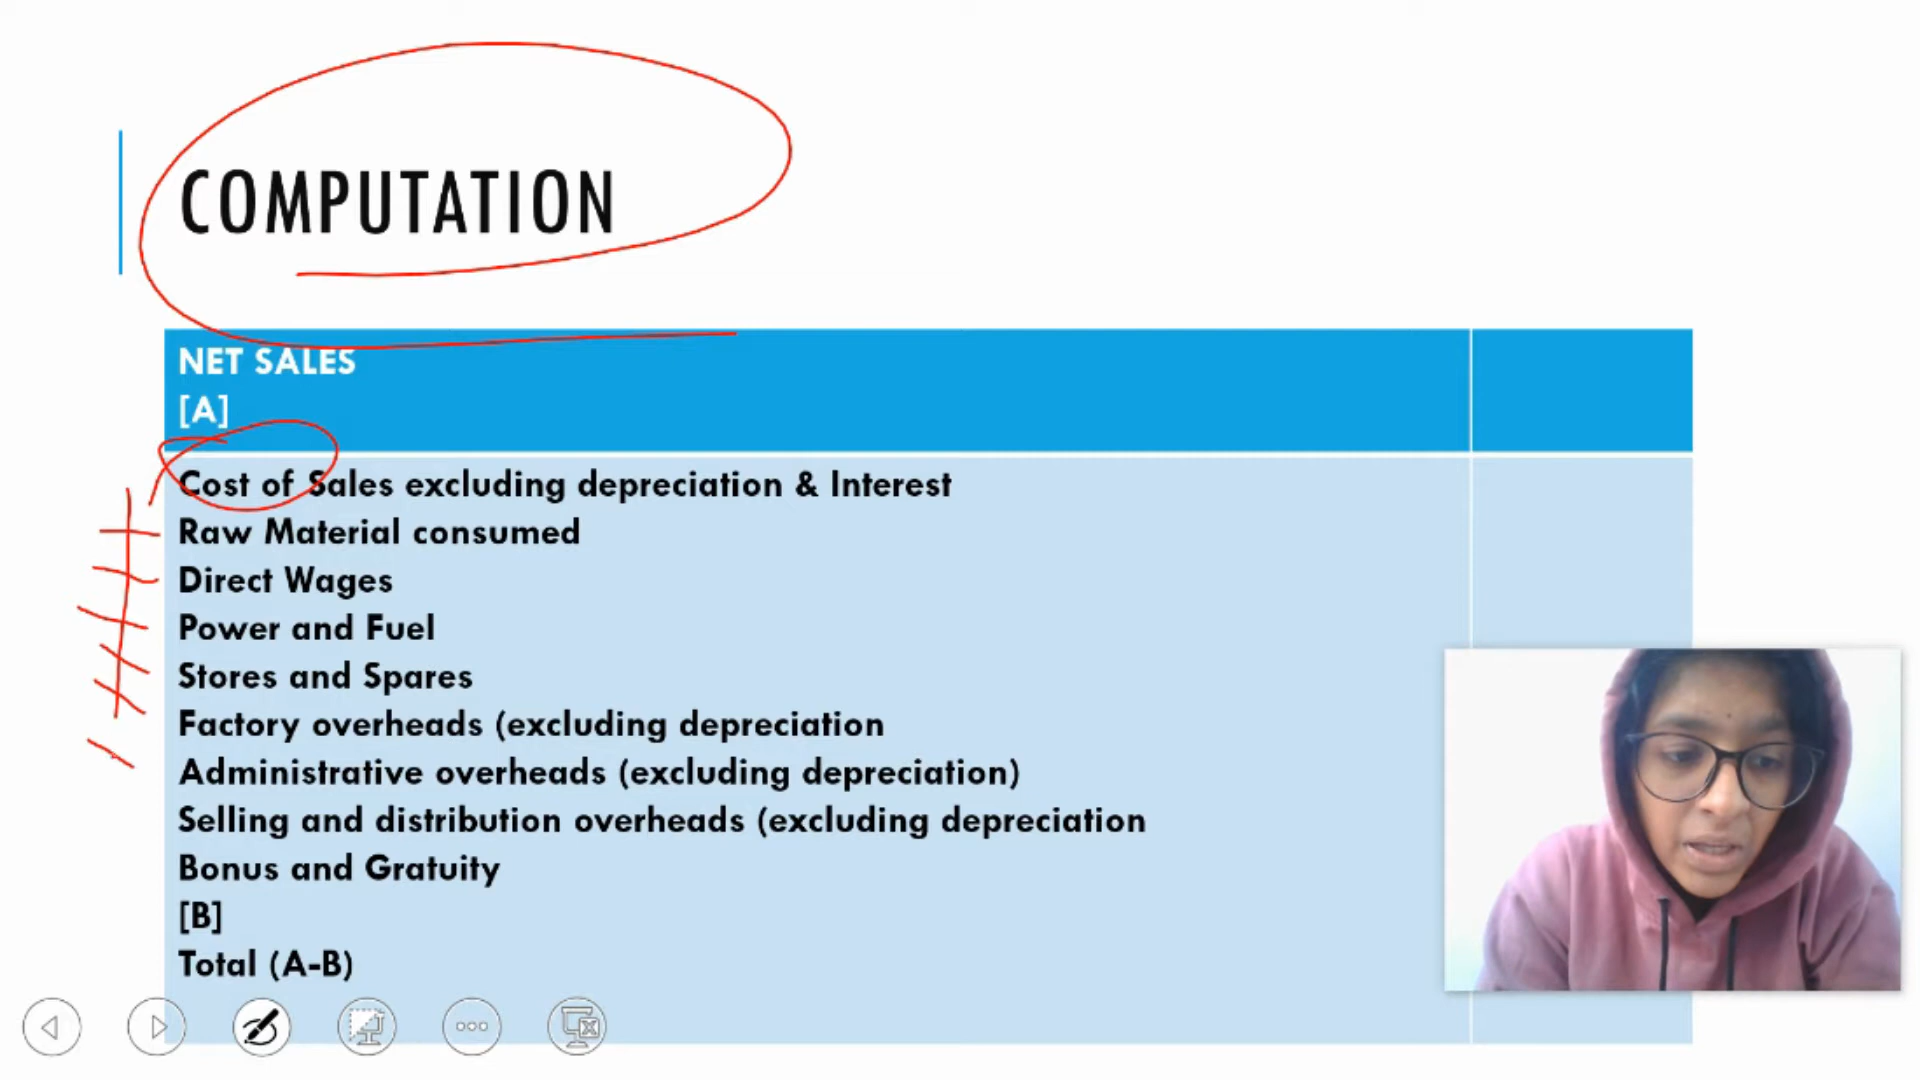 COMPUTATION
NET SALES
[A]
Cost of Sales excluding depreciation & Interest
Raw Material consumed
Direct Wages
Power and Fuel
Stores and Spares
Factory overheads (excluding depreciation
Administrative overheads (excluding depreciation)
Selling and distribution overheads (excluding depreciation
Bonus and Gratuity
[B]
Total (A-B)